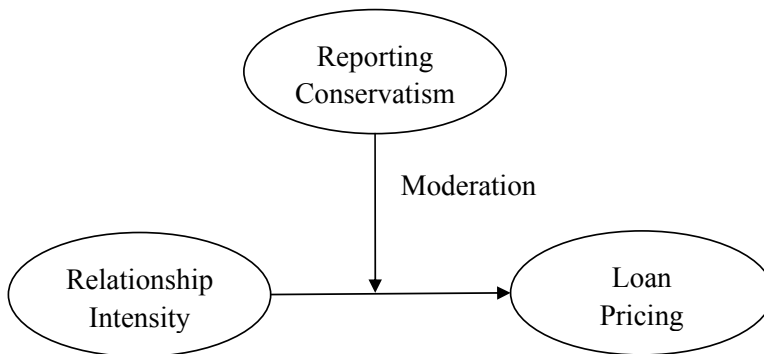 Reporting
Conservatism
Moderation
Relationship
Intensity
Loan
Pricing